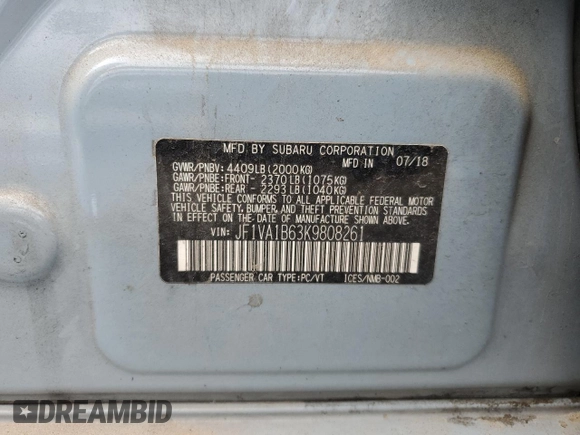 MFD BY SUBARU CORPORATION
MFD IN 07/18
GVWR/PNBV: 4409LB(2000KG)
GAWR/PNBE:FRONT- 2370LB(1075KG)
GAWR/PNBE:REAR - 2293LB(1040KG)
THIS VEHICLE CONFORMS TO ALL APPLICABLE FEDERAL MOTOR
VEHICLE SAFETY, BUMPER, AND THEFT PREVENTION STANDARDS
IN EFFECT ON THE DATE OF MANUFACTURE SHOWN ABOVE.
VIN: JF1VA1B63K9808261
PASSENGER CAR TYPE:PC/VT ICES/NMB-002
DREAMBID